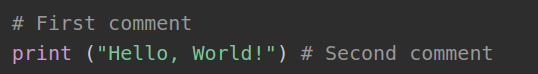 # First comment
print ("Hello, World!") # Second comment